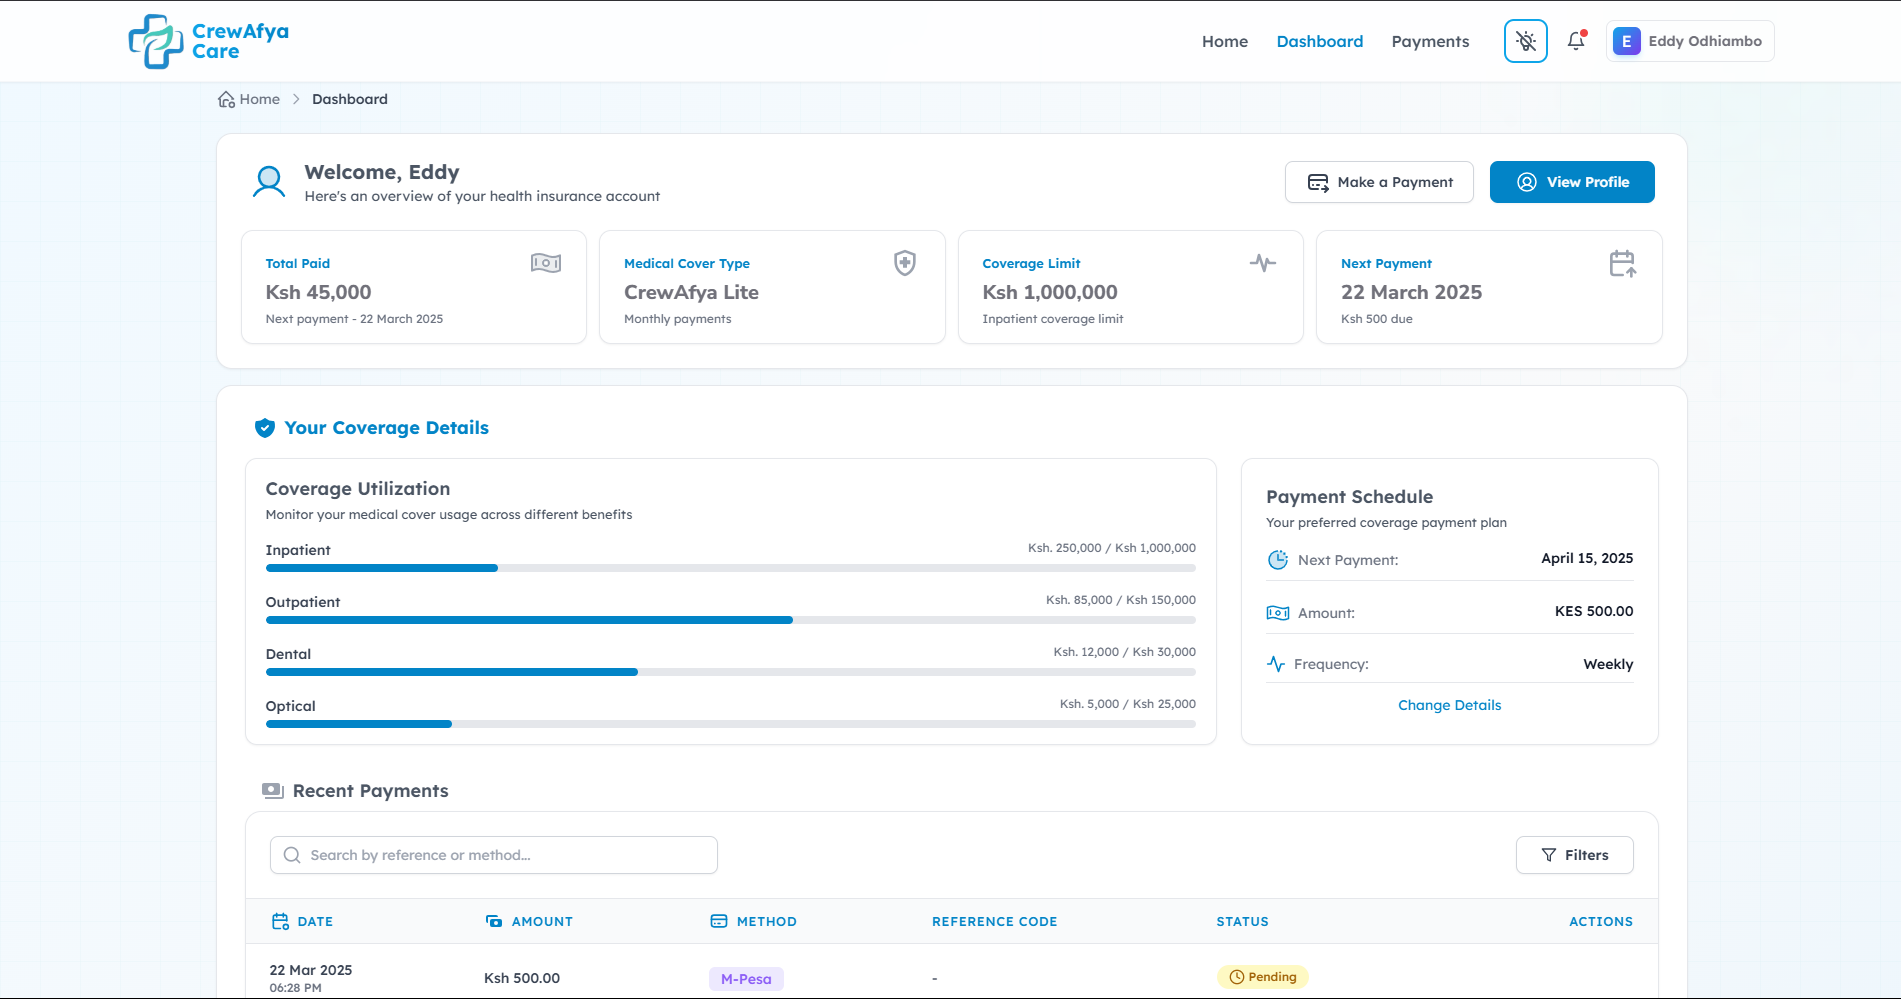 CrewAfya
Care
Home
Dashboard
Payments
E
Eddy Odhiambo
Home
Dashboard
Welcome, Eddy
Here's an overview of your health insurance account
Make a Payment
View Profile
Total Paid
Ksh 45,000
Next payment - 22 March 2025
Medical Cover Type
CrewAfya Lite
Monthly payments
Coverage Limit
Ksh 1,000,000
Inpatient coverage limit
Next Payment
22 March 2025
Ksh 500 due
Your Coverage Details
Coverage Utilization
Monitor your medical cover usage across different benefits
Inpatient
Ksh. 250,000 / Ksh 1,000,000
Outpatient
Ksh. 85,000 / Ksh 150,000
Dental
Ksh. 12,000 / Ksh 30,000
Optical
Ksh. 5,000 / Ksh 25,000
Payment Schedule
Your preferred coverage payment plan
Next Payment:
April 15, 2025
Amount:
KES 500.00
Frequency:
Weekly
Change Details
Recent Payments
Search by reference or method...
Filters
DATE
AMOUNT
METHOD
REFERENCE CODE
STATUS
ACTIONS
22 Mar 2025
06:28 PM
Ksh 500.00
M-Pesa
-
Pending